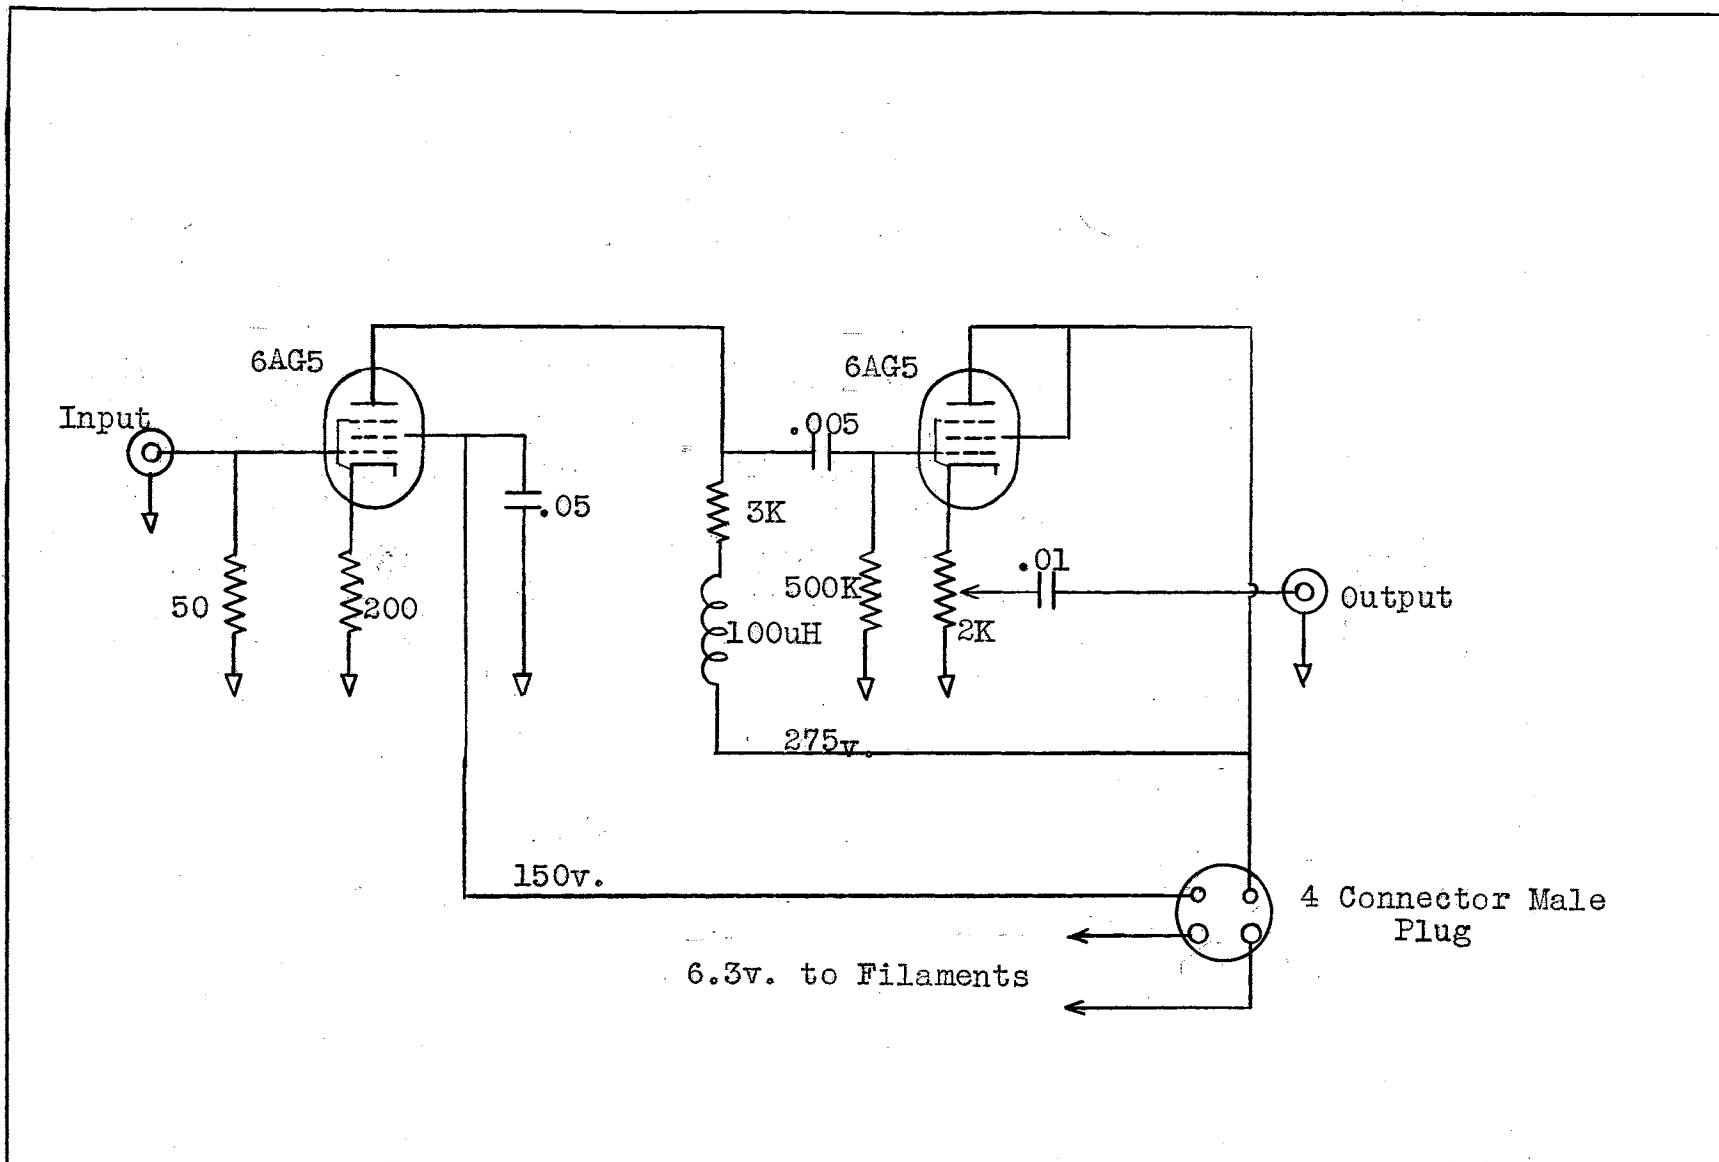 6AG5
6AG5
Input
.005
.05
3K
.01
50
200
500K
Output
100uH
2K
275v.
150v.
4 Connector Male
Plug
6.3v. to Filaments